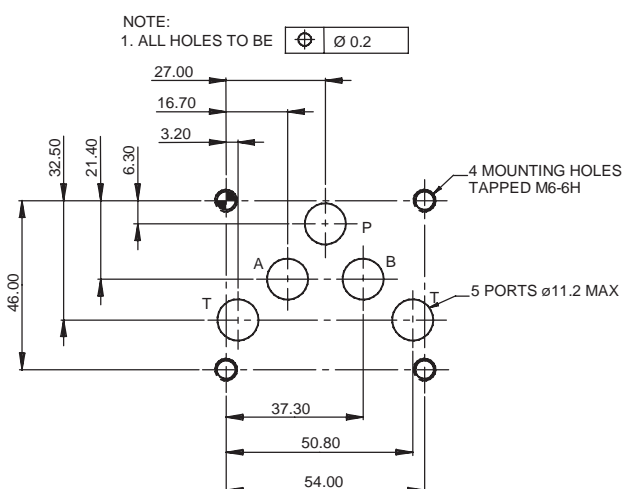 NOTE:
1. ALL HOLES TO BE ⌖ Ø 0.2
27.00
16.70
3.20
32.50
21.40
6.30
46.00
4 MOUNTING HOLES
TAPPED M6-6H
P
A
B
T
T
5 PORTS ø11.2 MAX
37.30
50.80
54.00